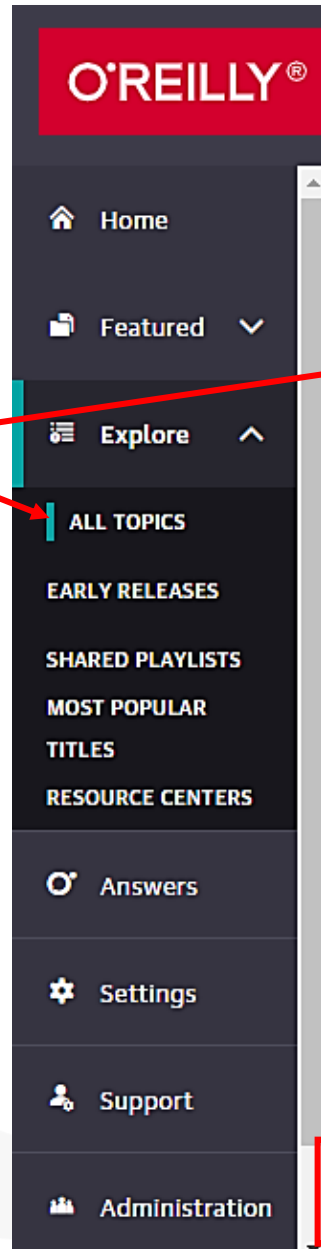 O'REILLY®
Home
Featured
Explore
ALL TOPICS
EARLY RELEASES
SHARED PLAYLISTS
MOST POPULAR
TITLES
RESOURCE CENTERS
Answers
Settings
Support
Administration